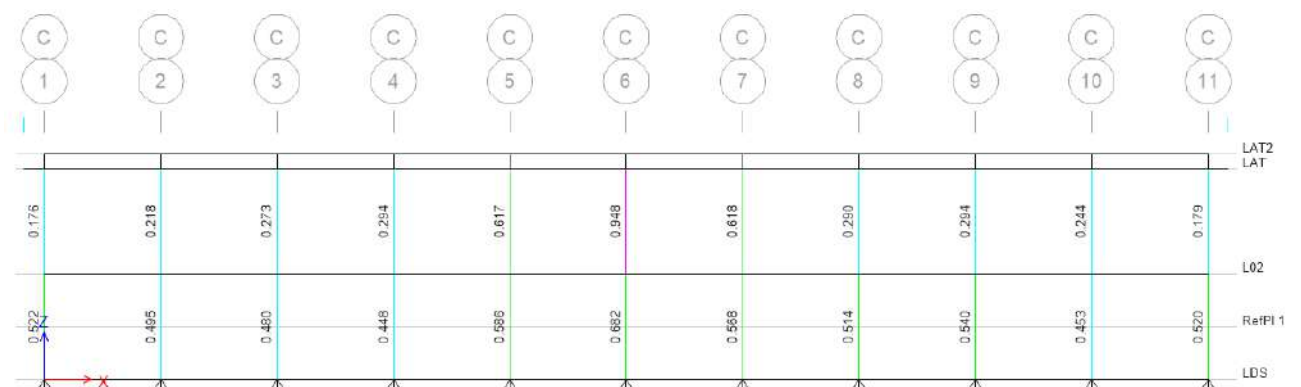 C C C C C C C C C C C
1 2 3 4 5 6 7 8 9 10 11
LAT2
LAT
0.176 0.218 0.273 0.294 0.617 0.948 0.618 0.290 0.294 0.244 0.179
L02
0.522 0.495 0.480 0.448 0.586 0.682 0.568 0.514 0.540 0.453 0.520
Z
RefPl 1
X
LDS